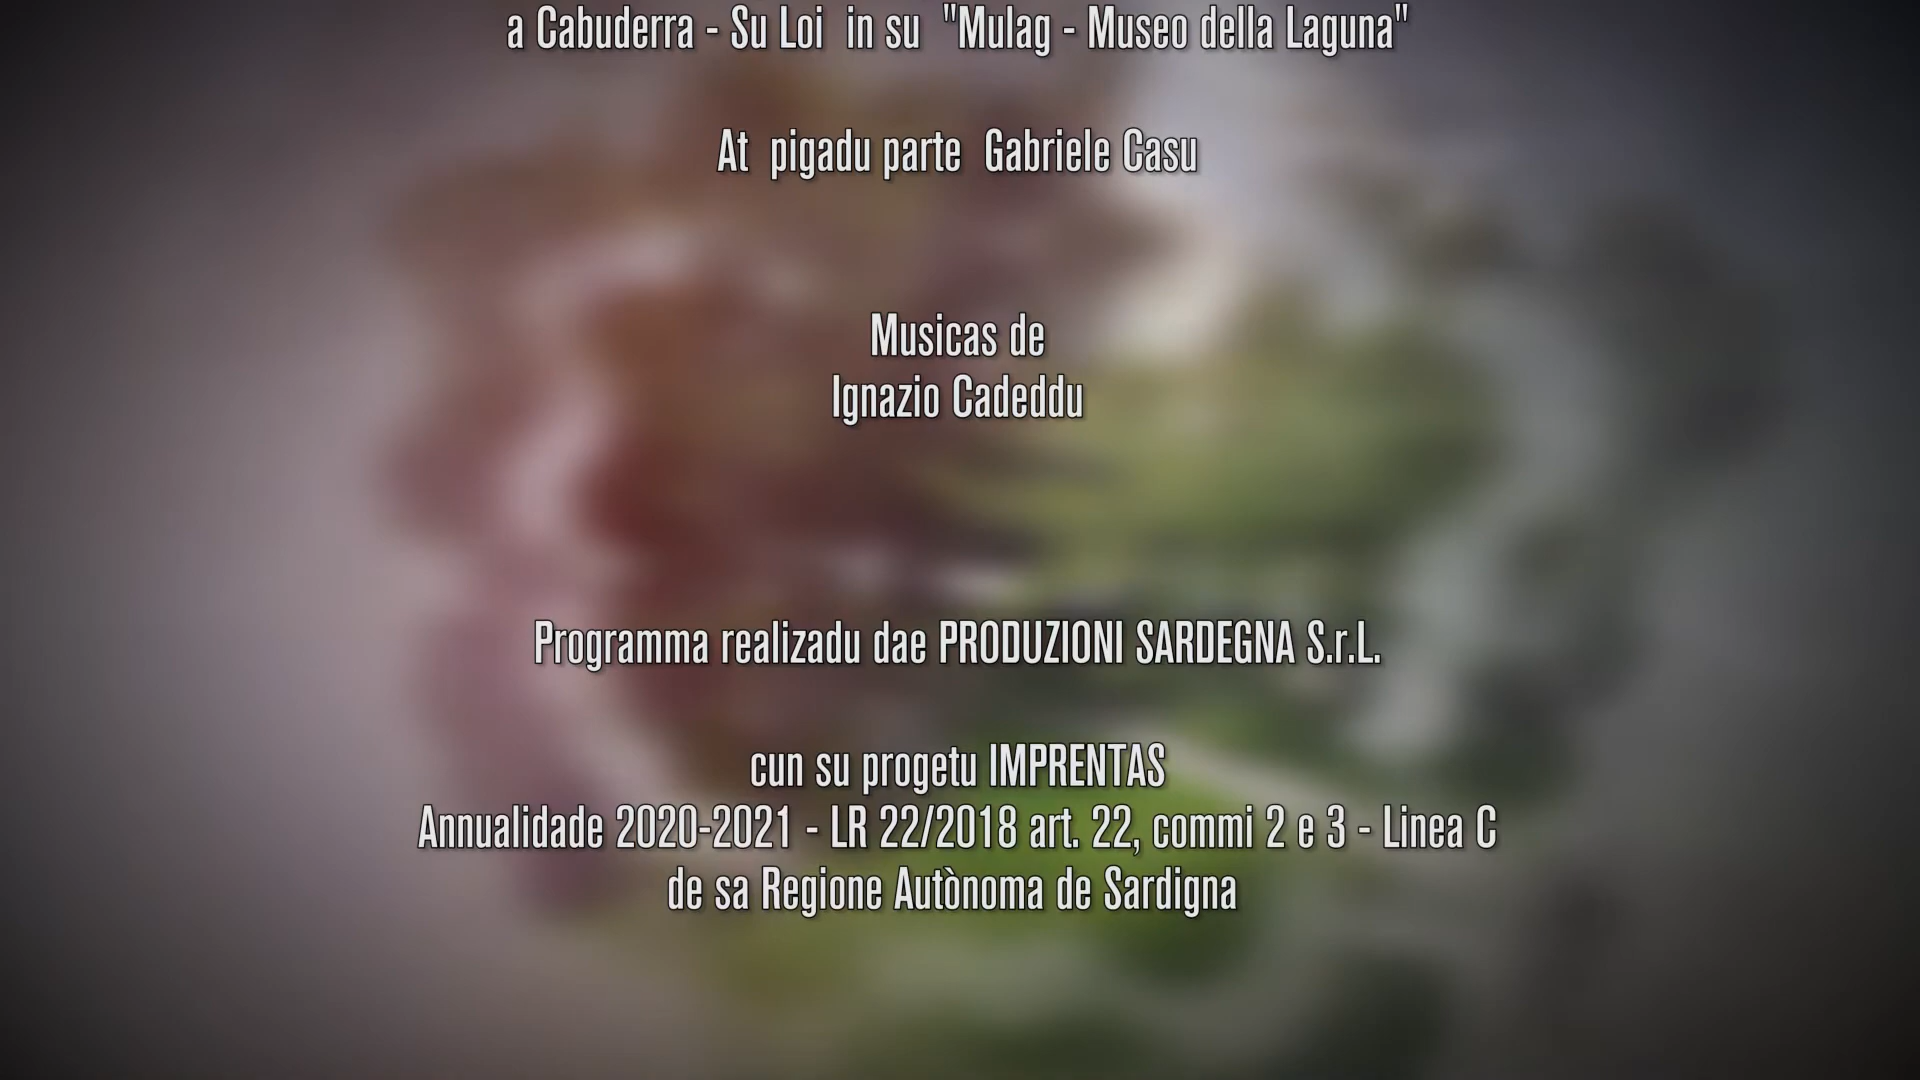 a Cabuderra - Su Loi in su "Mulag - Museo della Laguna"
At pigadu parte Gabriele Casu
Musicas de
Ignazio Cadeddu
Programma realizadu dae PRODUZIONI SARDEGNA S.r.L.
cun su progetu IMPRENTAS
Annualidade 2020-2021 - LR 22/2018 art. 22, commi 2 e 3 - Linea C
de sa Regione Autònoma de Sardigna